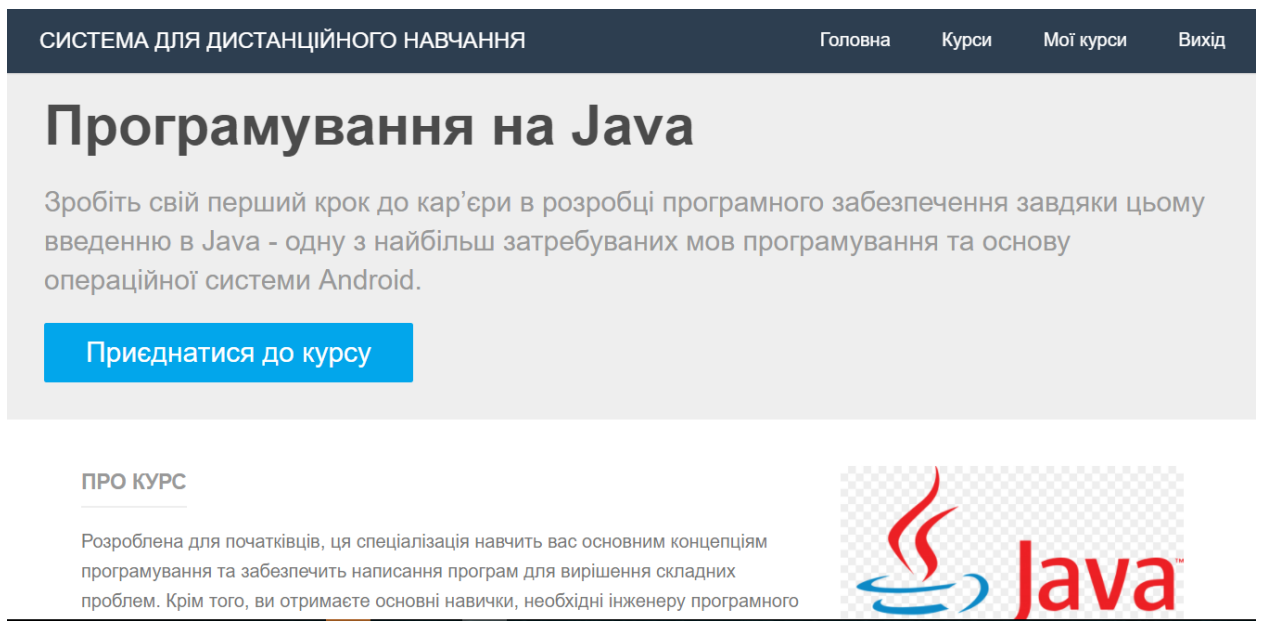 СИСТЕМА ДЛЯ ДИСТАНЦІЙНОГО НАВЧАННЯ Головна Курси Мої курси Вихід
Програмування на Java
Зробіть свій перший крок до кар’єри в розробці програмного забезпечення завдяки цьому
введенню в Java - одну з найбільш затребуваних мов програмування та основу
операційної системи Android.
Приєднатися до курсу
ПРО КУРС
Розроблена для початківців, ця спеціалізація навчить вас основним концепціям
програмування та забезпечить написання програм для вирішення складних
проблем. Крім того, ви отримаєте основні навички, необхідні інженеру програмного
Java™